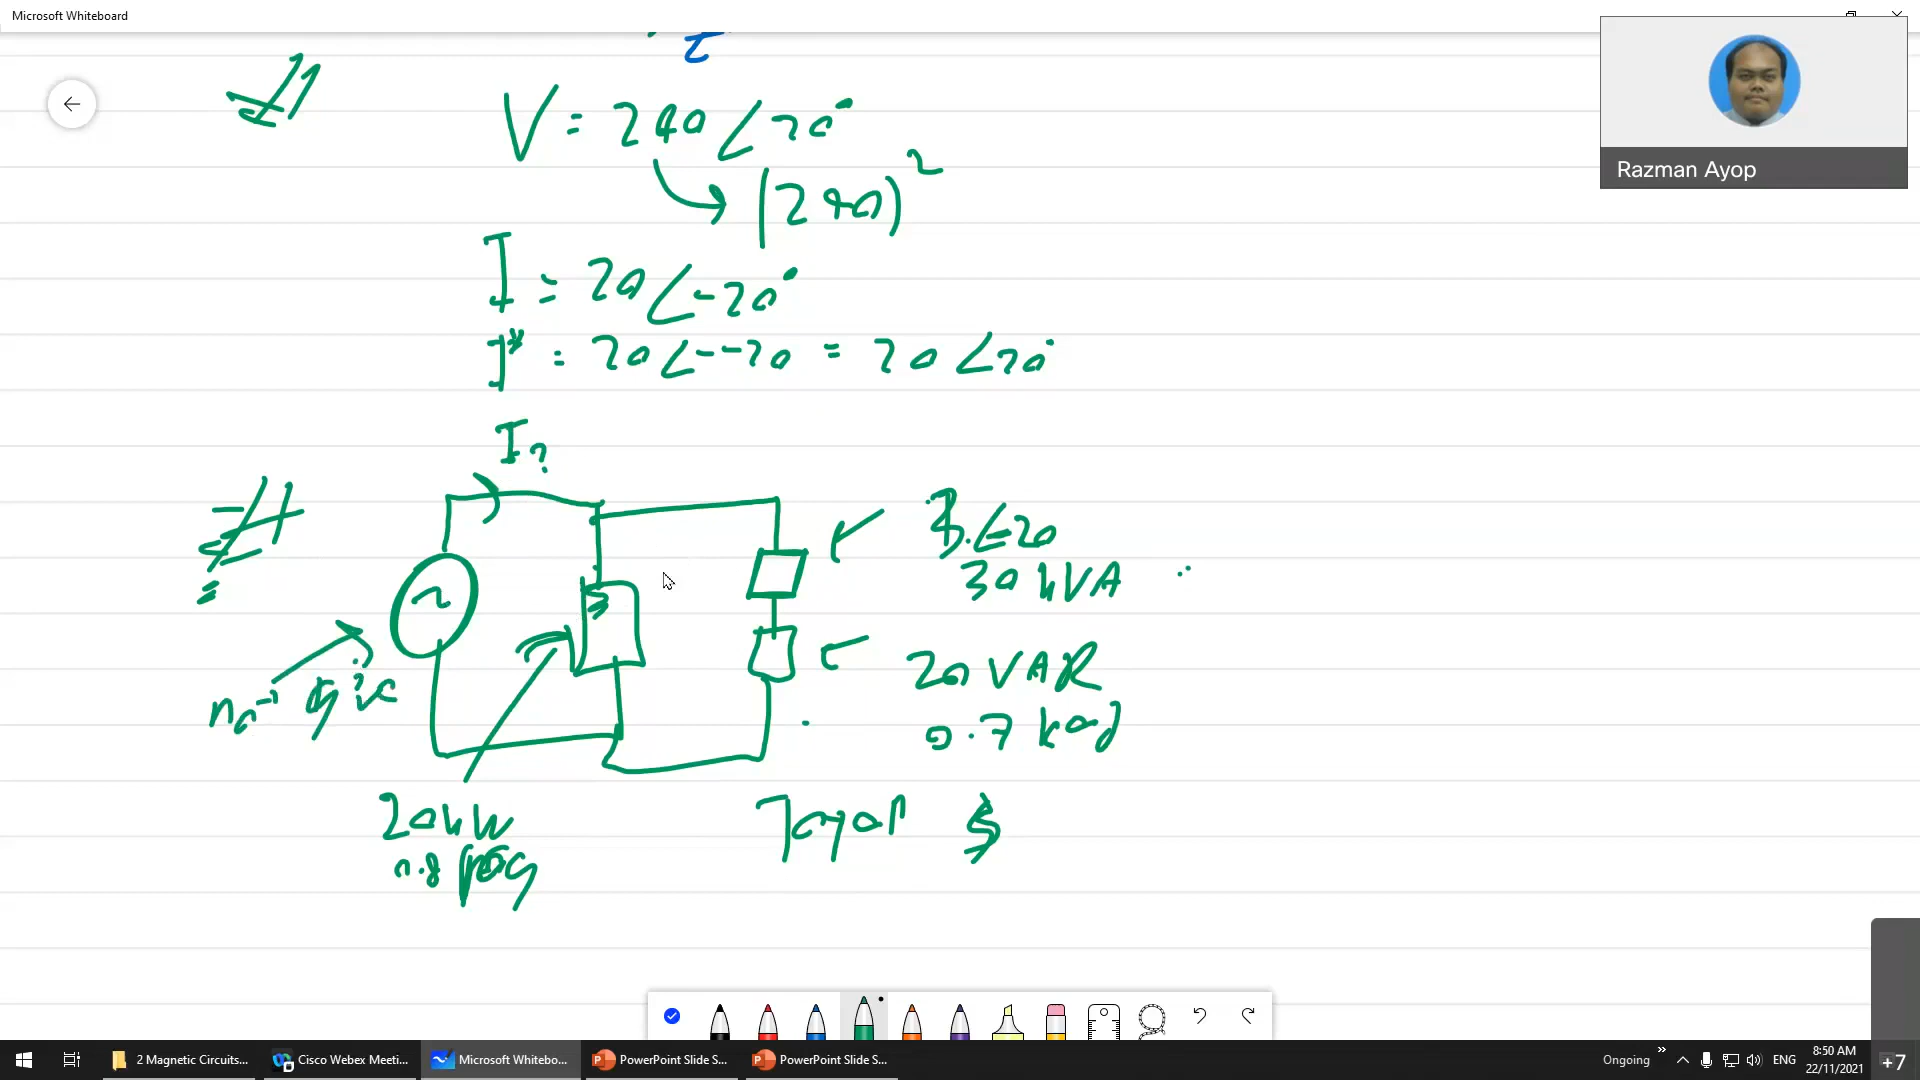 Microsoft Whiteboard
Razman Ayop
V = 240 ∠20°
(240)²
I = 20 ∠-20°
I* = 20 ∠--20 = 20 ∠20°
I?
∠-20
30 kVA
20 VAR
0.7 lead
20 kW
0.8
Total S
2 Magnetic Circuits...
Cisco Webex Meeti...
Microsoft Whitebo...
PowerPoint Slide S...
PowerPoint Slide S...
Ongoing
ENG
8:50 AM
22/11/2021
+7